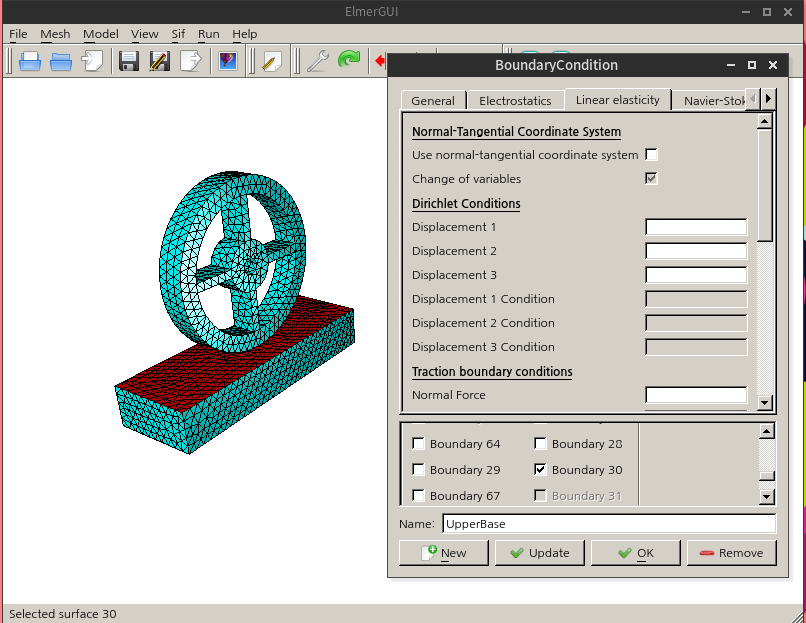 ElmerGUI
File Mesh Model View Sif Run Help
BoundaryCondition
General Electrostatics Linear elasticity Navier-Stok
Normal-Tangential Coordinate System
Use normal-tangential coordinate system
Change of variables
Dirichlet Conditions
Displacement 1
Displacement 2
Displacement 3
Displacement 1 Condition
Displacement 2 Condition
Displacement 3 Condition
Traction boundary conditions
Normal Force
Boundary 64 Boundary 28
Boundary 29 Boundary 30
Boundary 67 Boundary 31
Name: UpperBase
New Update OK Remove
Selected surface 30